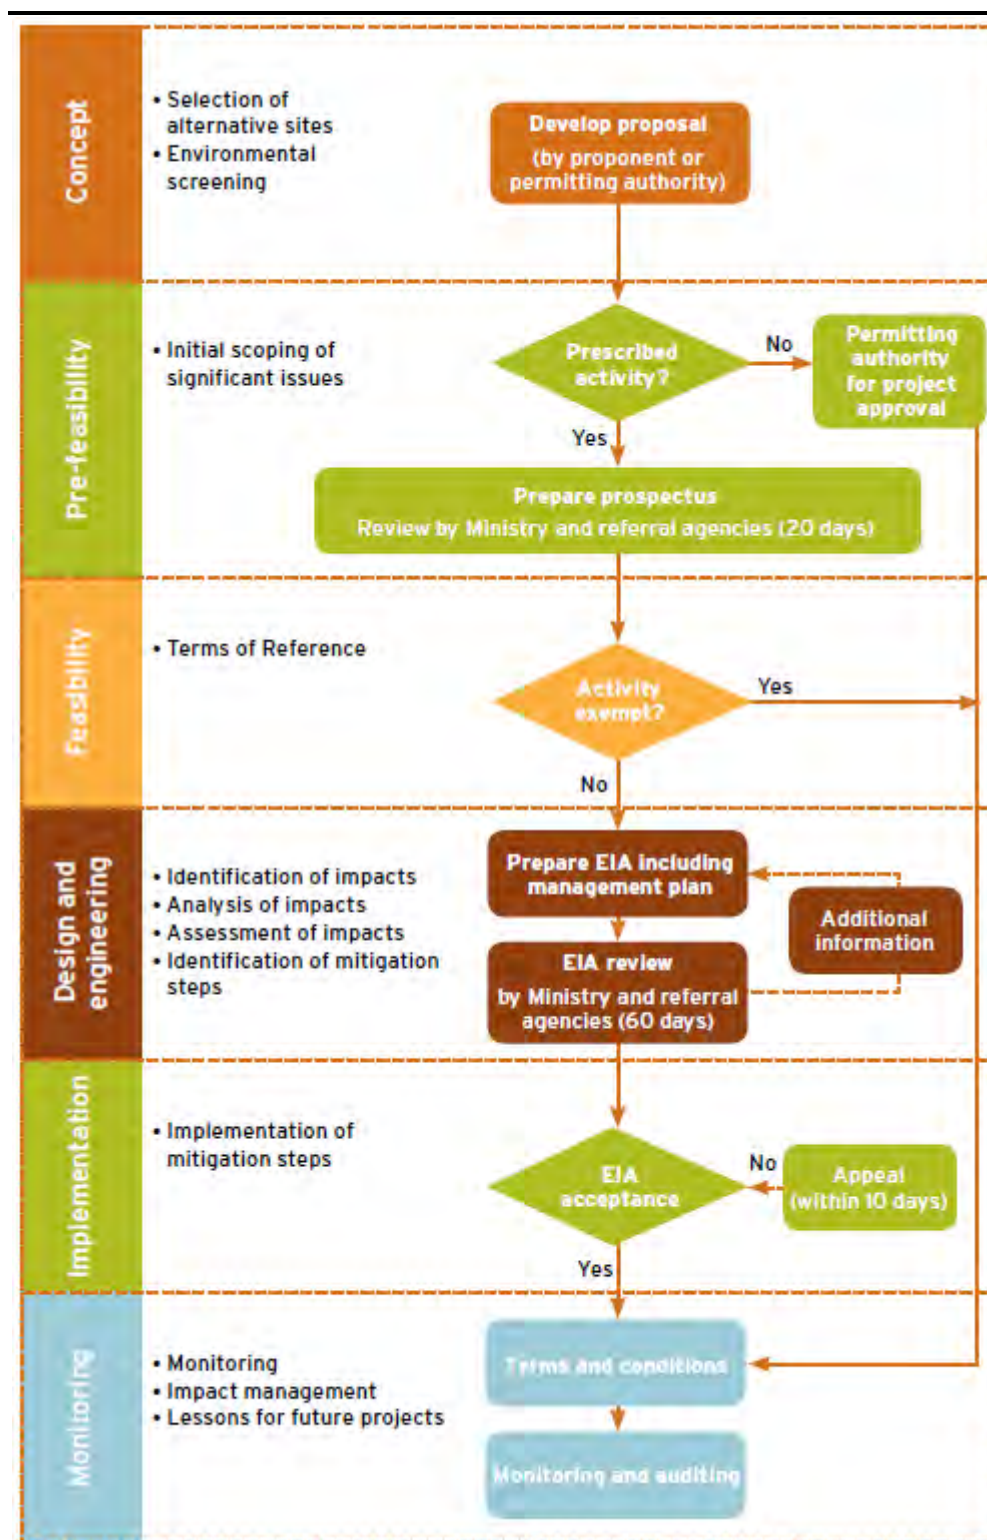 Concept
• Selection of
alternative sites
• Environmental
screening
Develop proposal
(by proponent or
permitting authority)
Pre-feasibility
• Initial scoping of
significant issues
Prescribed
activity?
No
Permitting
authority
for project
approval
Yes
Prepare prospectus
Review by Ministry and referral agencies (20 days)
Feasibility
• Terms of Reference
Activity
exempt?
Yes
No
Design and
engineering
• Identification of impacts
• Analysis of impacts
• Assessment of impacts
• Identification of mitigation
steps
Prepare EIA including
management plan
Additional
information
EIA review
by Ministry and referral
agencies (60 days)
Implementation
• Implementation of
mitigation steps
EIA
acceptance
No
Appeal
(within 10 days)
Yes
Monitoring
• Monitoring
• Impact management
• Lessons for future projects
Terms and conditions
Monitoring and auditing